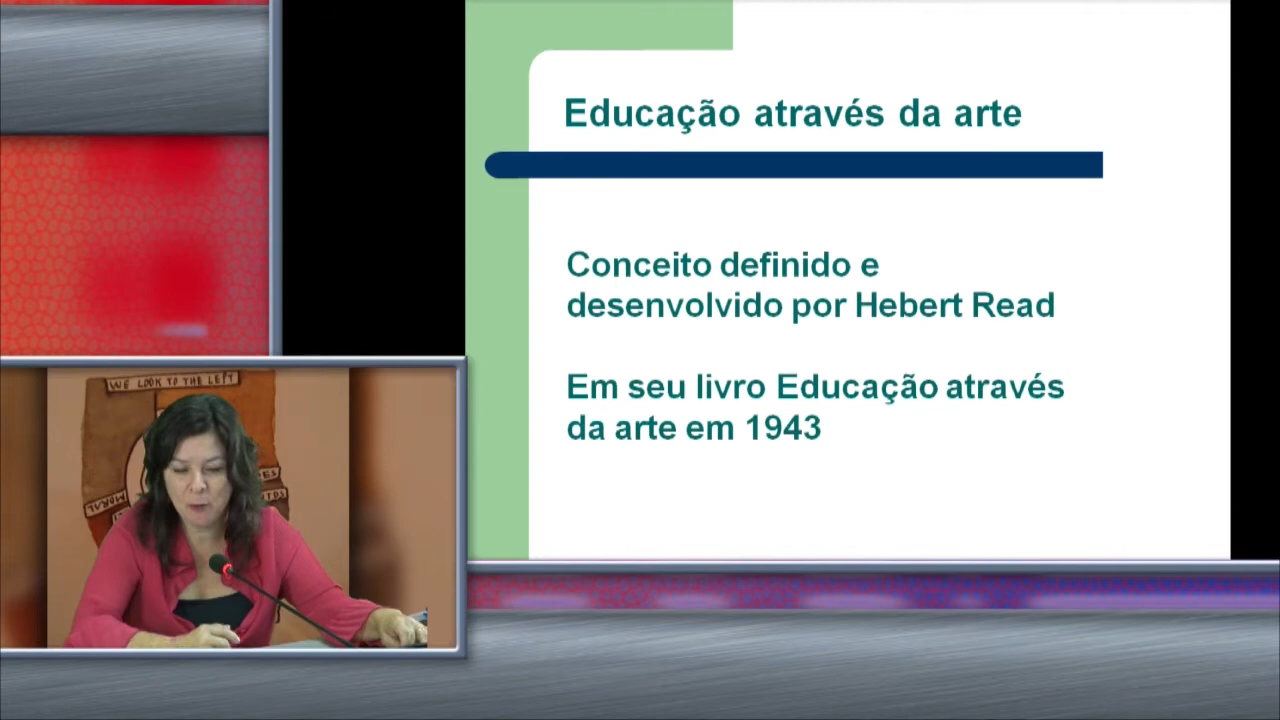 Educação através da arte
Conceito definido e
desenvolvido por Hebert Read
Em seu livro Educação através
da arte em 1943
WE LOOK TO THE LEFT
MORAL